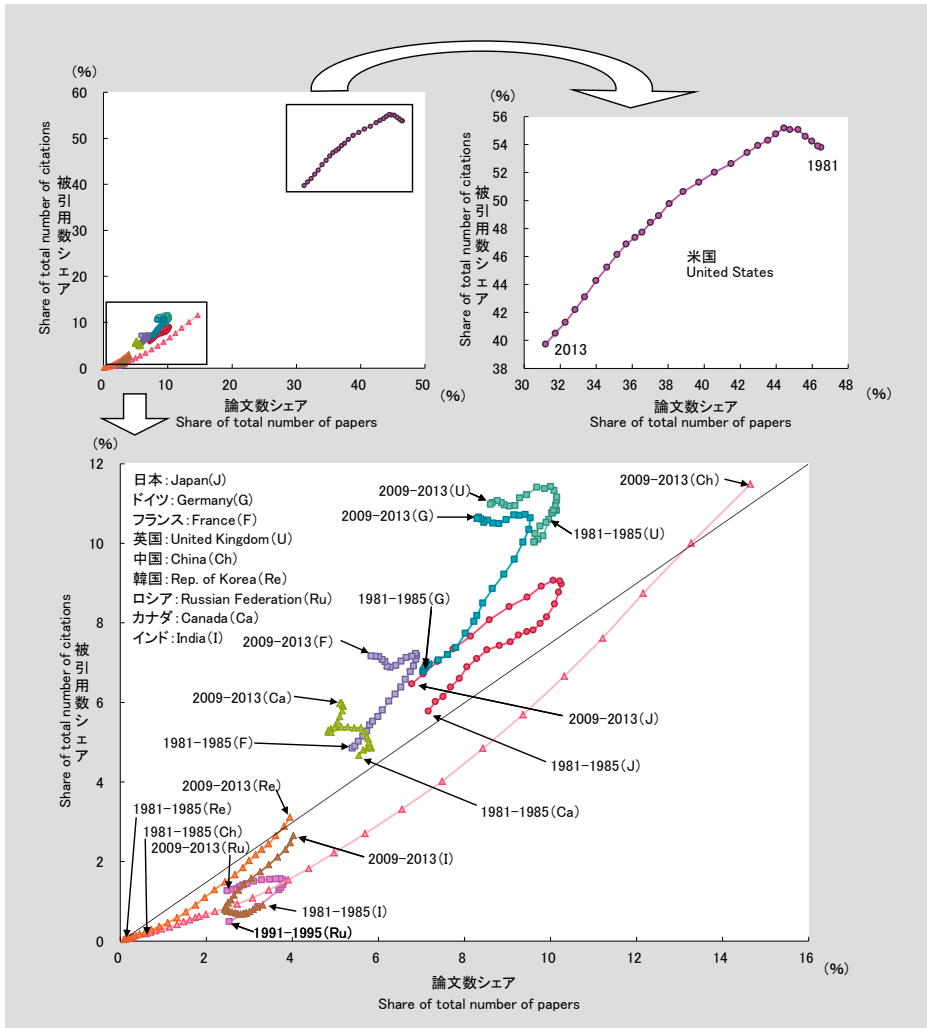 (%)
60
50
40
30
20
10
0
Share of total number of citations
被引用数シェア
0
10
20
30
40
50
(%)
論文数シェア
Share of total number of papers
(%)
56
54
52
50
48
46
44
42
40
38
Share of total number of citations
被引用数シェア
1981
米国
United States
2013
30
32
34
36
38
40
42
44
46
48
(%)
論文数シェア
Share of total number of papers
(%)
12
10
8
6
4
2
0
Share of total number of citations
被引用数シェア
日本:Japan(J)
ドイツ:Germany(G)
フランス:France(F)
英国:United Kingdom(U)
中国:China(Ch)
韓国:Rep. of Korea(Re)
ロシア:Russian Federation(Ru)
カナダ:Canada(Ca)
インド:India(I)
2009-2013(Ch)
2009-2013(U)
2009-2013(G)
1981-1985(U)
1981-1985(G)
2009-2013(F)
2009-2013(Ca)
2009-2013(J)
1981-1985(F)
1981-1985(J)
2009-2013(Re)
1981-1985(Ca)
1981-1985(Re)
1981-1985(Ch)
2009-2013(Ru)
2009-2013(I)
1981-1985(I)
1991-1995(Ru)
0
2
4
6
8
10
12
14
16
(%)
論文数シェア
Share of total number of papers